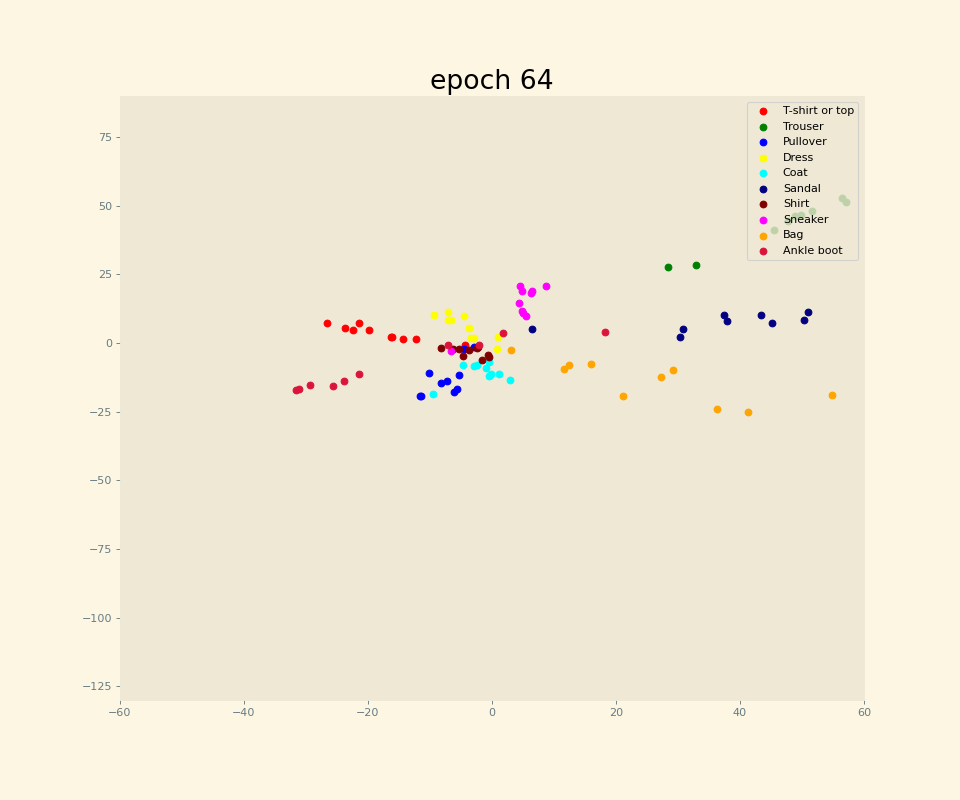 epoch 64
75
50
25
0
−25
−50
−75
−100
−125
−60
−40
−20
0
20
40
60
T-shirt or top
Trouser
Pullover
Dress
Coat
Sandal
Shirt
Sneaker
Bag
Ankle boot